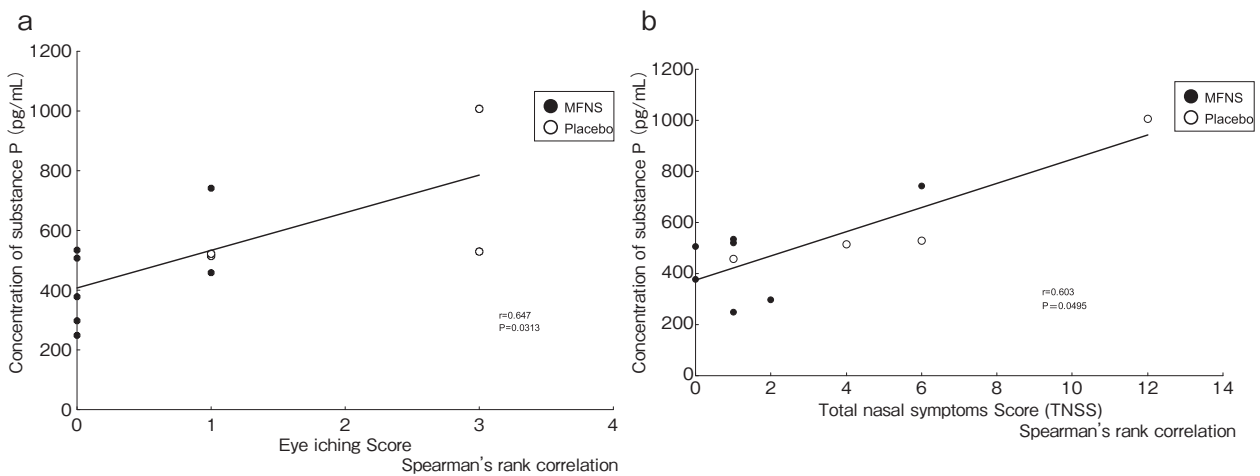 a
Concentration of substance P (pg/mL)
1200
1000
800
600
400
200
0
0
1
2
3
4
MFNS
Placebo
r=0.647
P=0.0313
Eye iching Score
Spearman's rank correlation
b
Concentration of substance P (pg/mL)
1200
1000
800
600
400
200
0
0
2
4
6
8
10
12
14
MFNS
Placebo
r=0.603
P=0.0495
Total nasal symptoms Score (TNSS)
Spearman's rank correlation